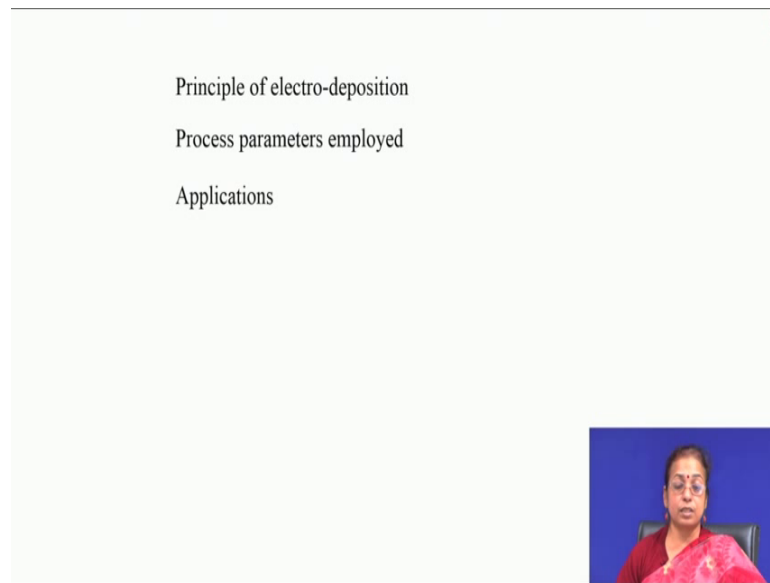 Principle of electro-deposition
Process parameters employed
Applications